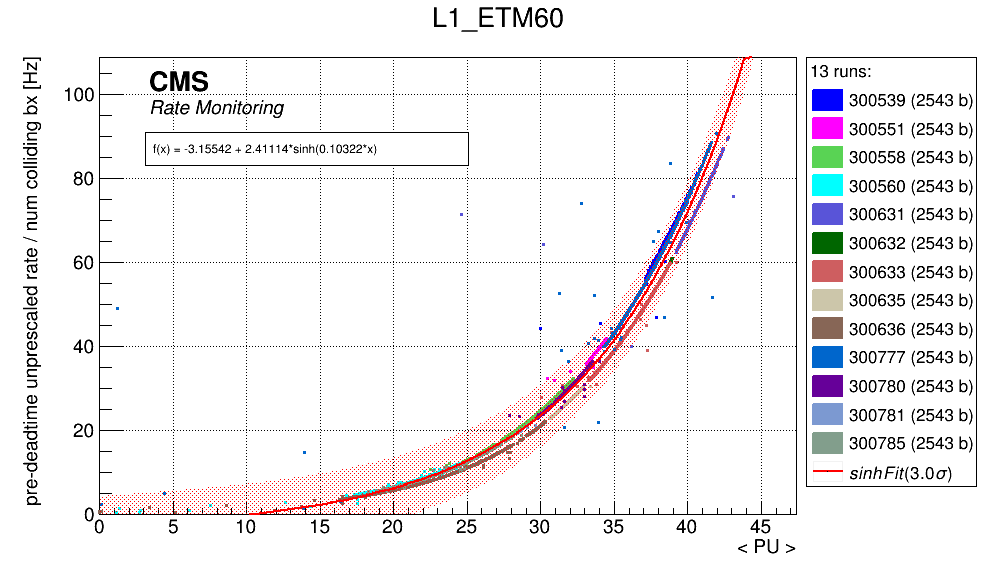 L1_ETM60
pre-deadtime unprescaled rate / num colliding bx [Hz]
CMS
Rate Monitoring
f(x) = -3.15542 + 2.41114*sinh(0.10322*x)
100
80
60
40
20
0
0 5 10 15 20 25 30 35 40 45
< PU >
13 runs:
300539 (2543 b)
300551 (2543 b)
300558 (2543 b)
300560 (2543 b)
300631 (2543 b)
300632 (2543 b)
300633 (2543 b)
300635 (2543 b)
300636 (2543 b)
300777 (2543 b)
300780 (2543 b)
300781 (2543 b)
300785 (2543 b)
sinhFit(3.0σ)